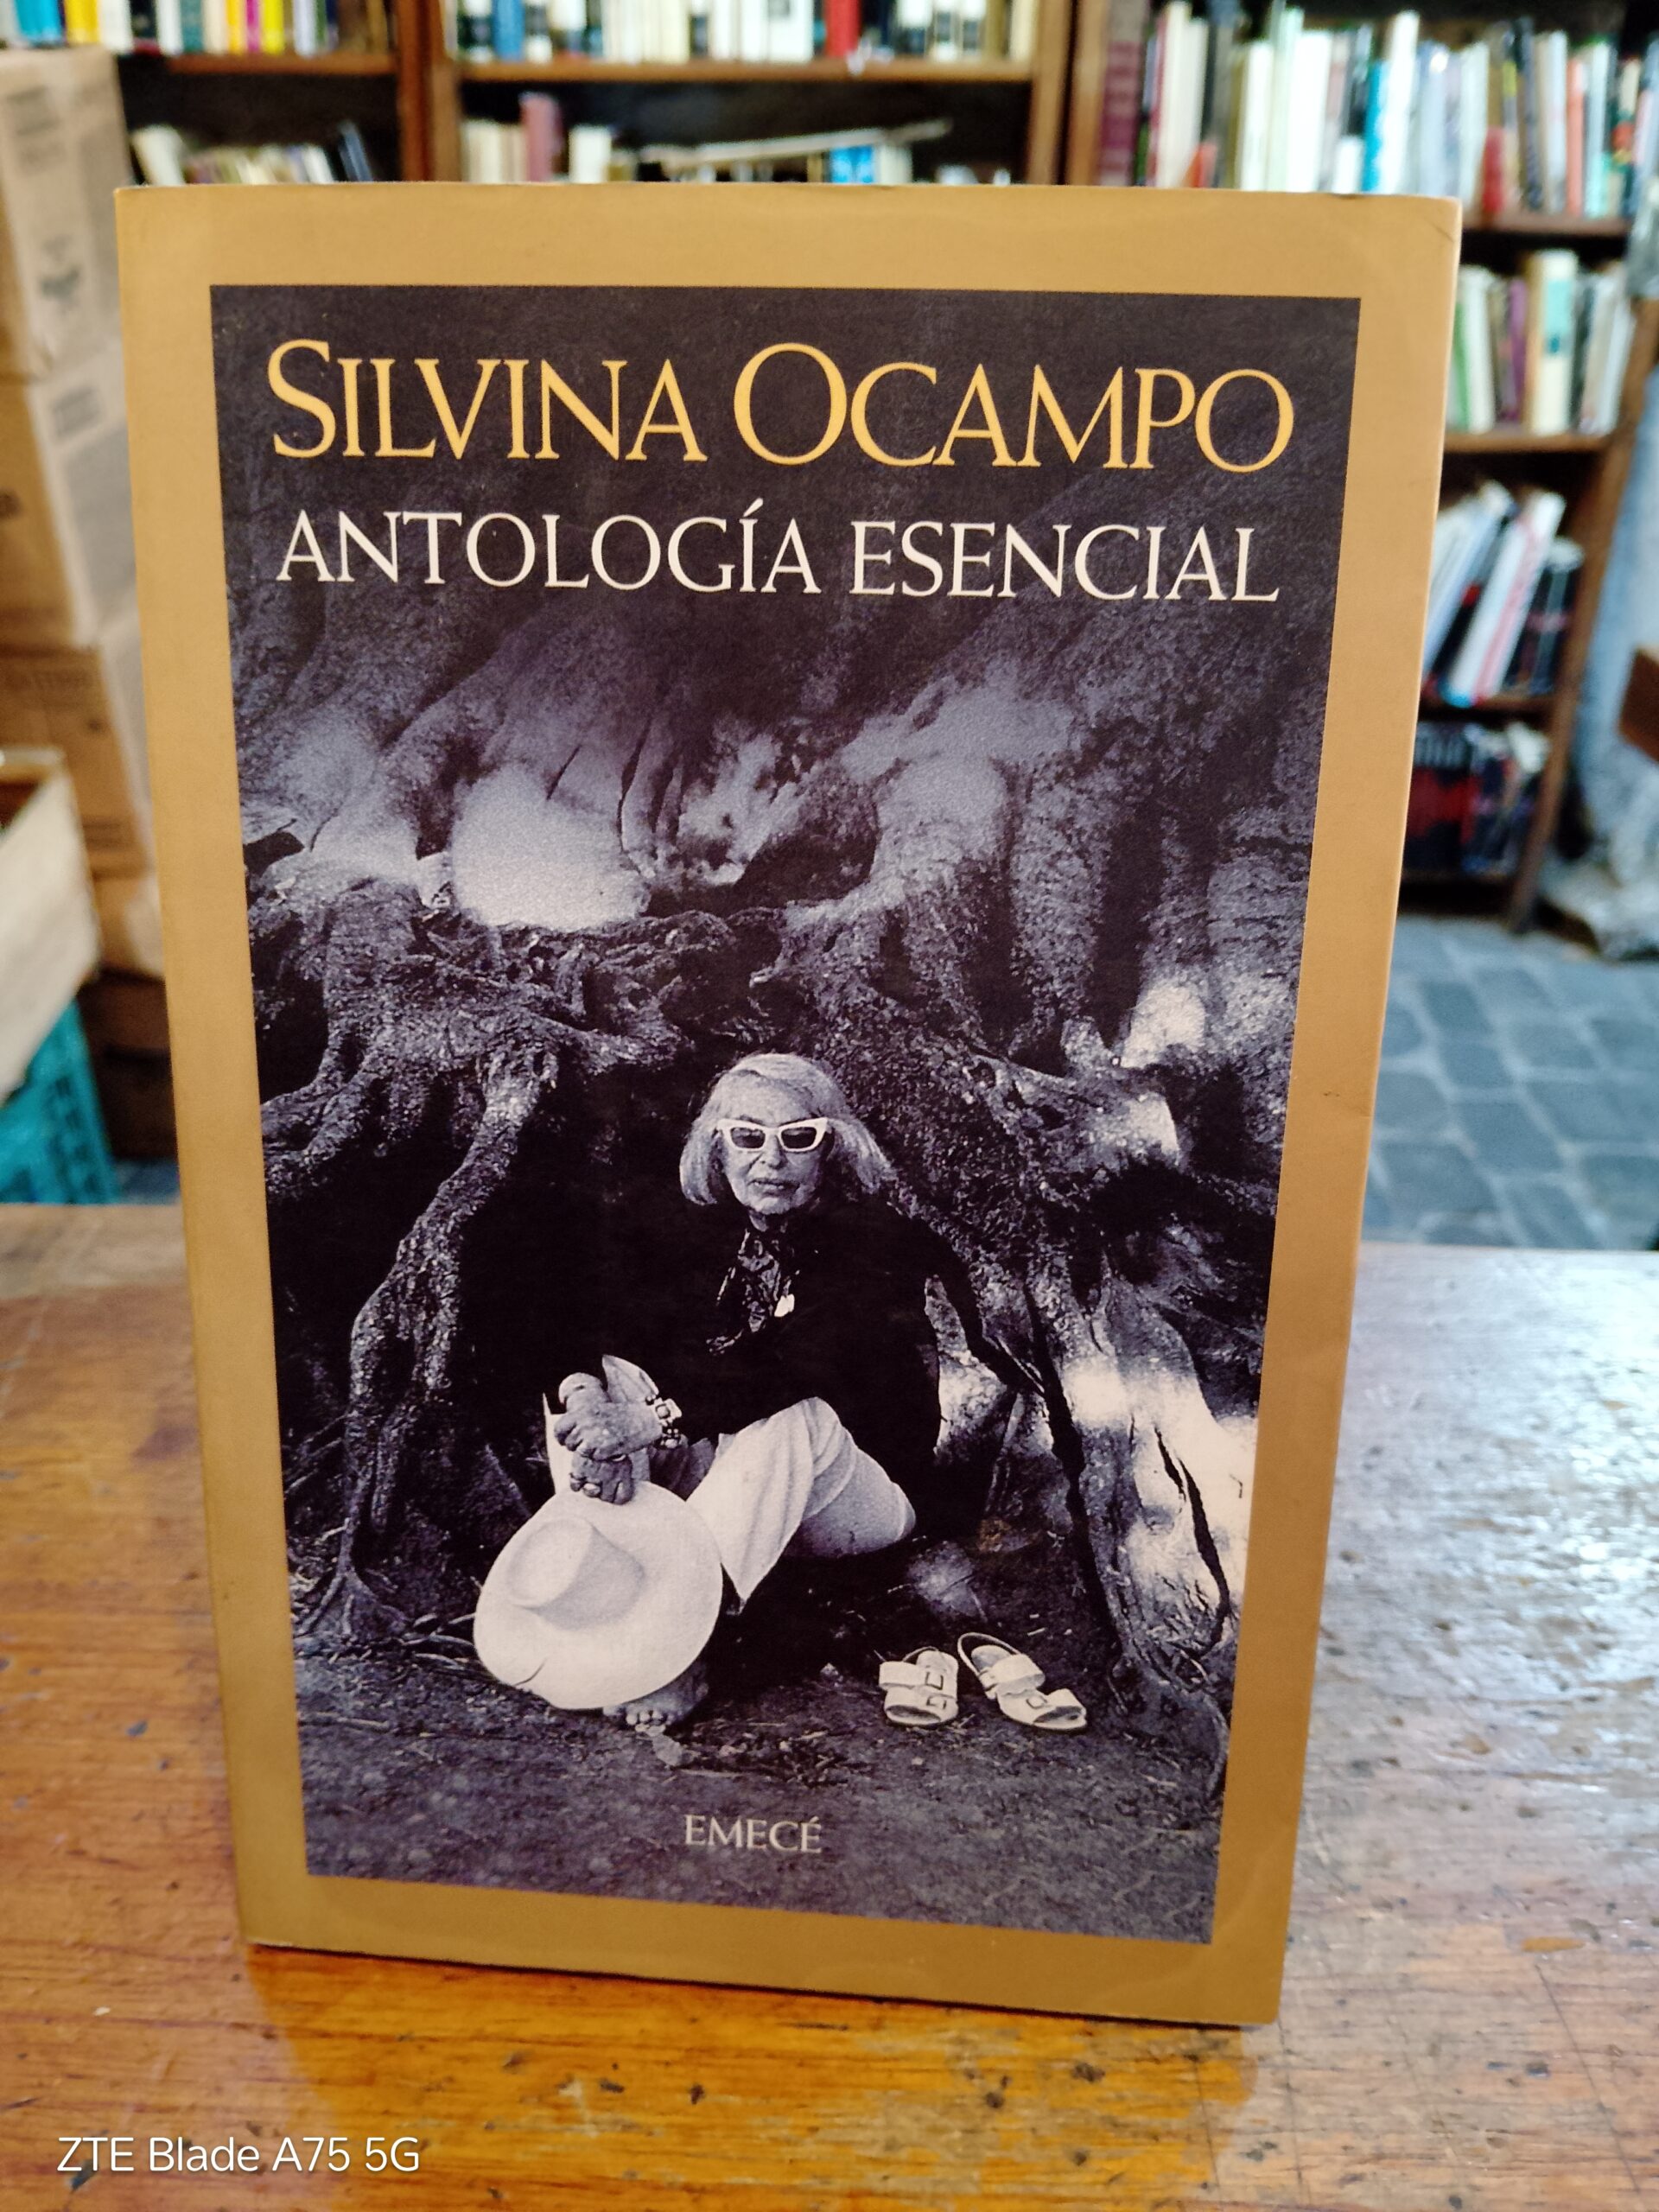 SILVINA OCAMPO
ANTOLOGÍA ESENCIAL
EMECÉ
ZTE Blade A75 5G